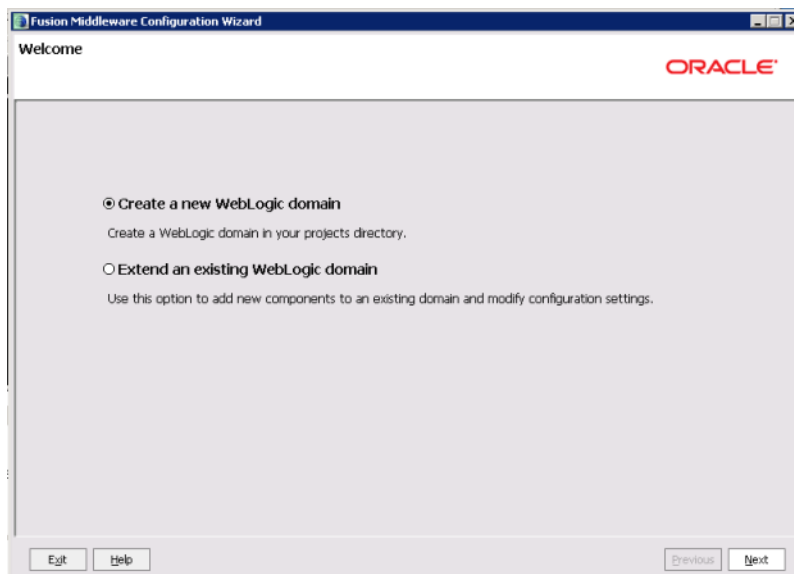 Fusion Middleware Configuration Wizard
Welcome
ORACLE
Create a new WebLogic domain
Create a WebLogic domain in your projects directory.
Extend an existing WebLogic domain
Use this option to add new components to an existing domain and modify configuration settings.
Exit Help Previous Next